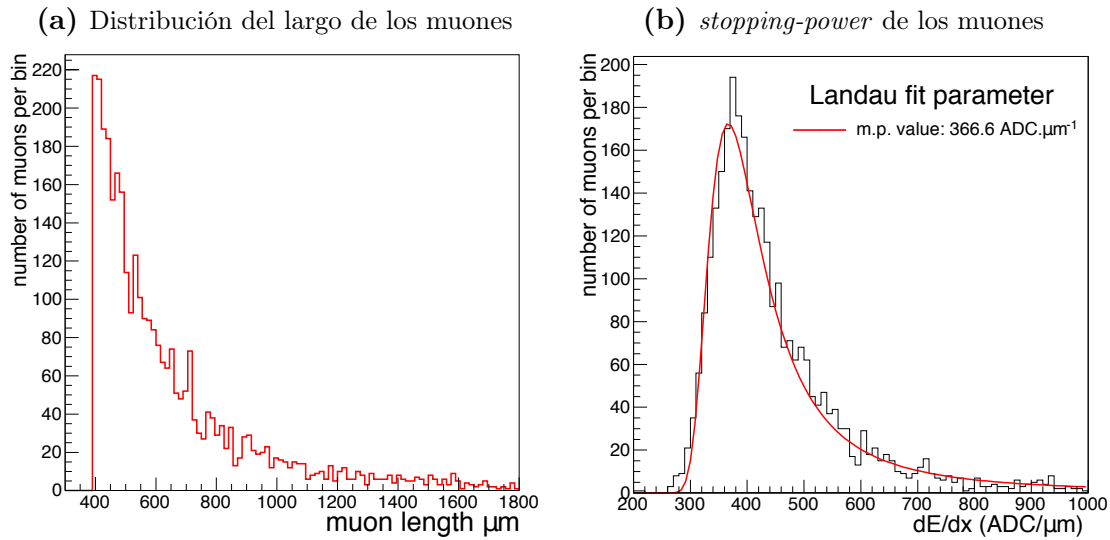 (a) Distribución del largo de los muones
220
200
180
160
140
120
100
80
60
40
20
0
number of muons per bin
400 600 800 1000 1200 1400 1600 1800
muon length µm
(b) stopping-power de los muones
200
180
160
140
120
100
80
60
40
20
0
number of muons per bin
Landau fit parameter
m.p. value: 366.6 ADC.µm⁻¹
200 300 400 500 600 700 800 900 1000
dE/dx (ADC/µm)